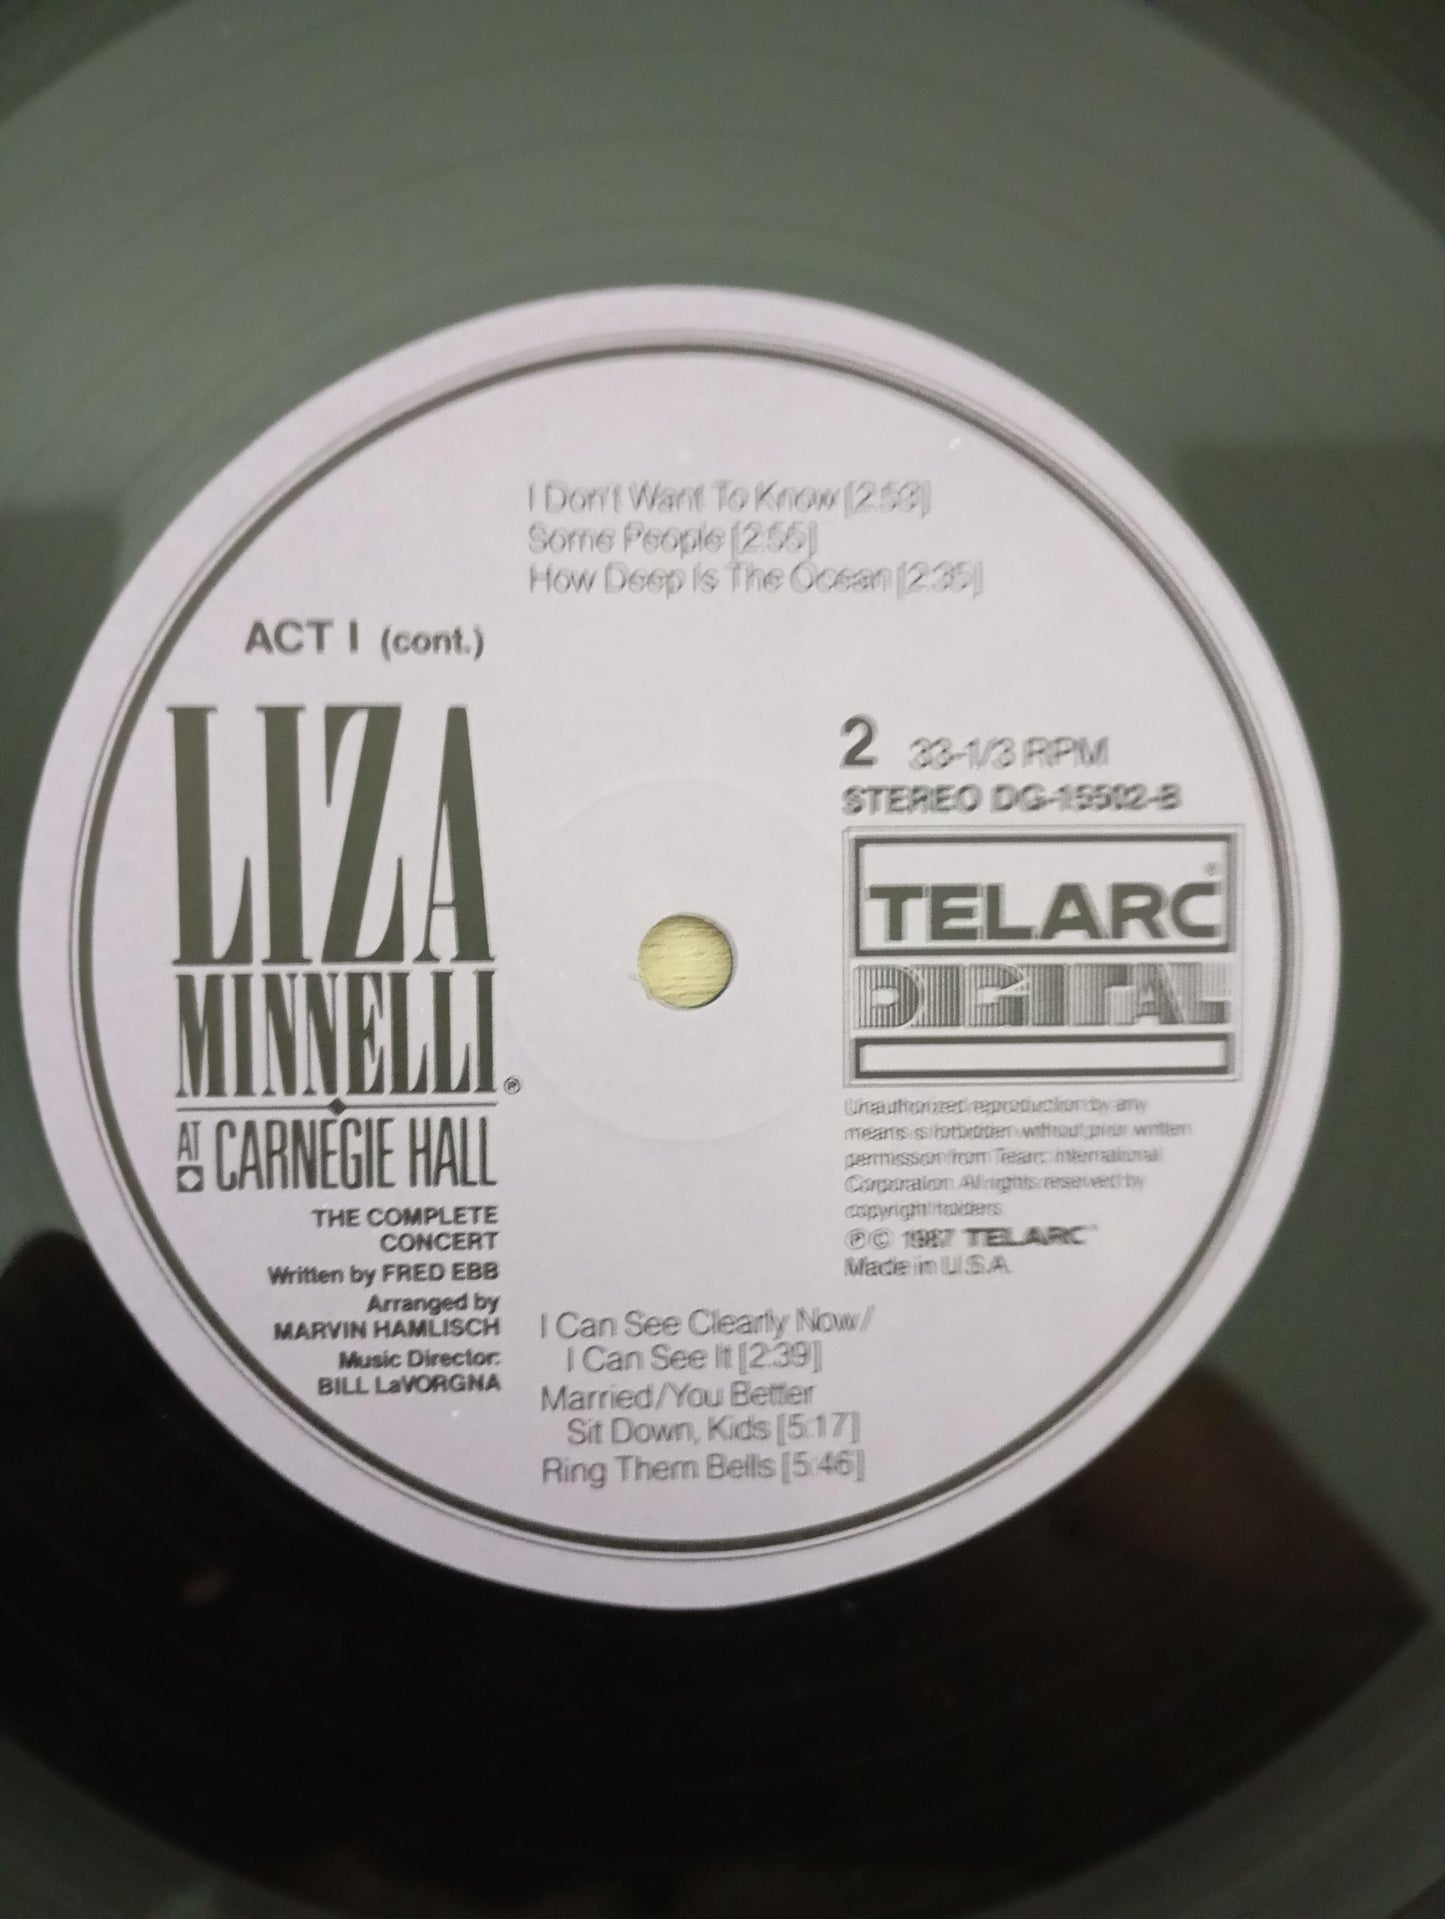 I Don't Want To Know [2:53]
Some People [2:55]
How Deep Is The Ocean [2:35]
ACT I (cont.)
LIZA
MINNELLI®
AT CARNEGIE HALL
THE COMPLETE
CONCERT
Written by FRED EBB
Arranged by
MARVIN HAMLISCH
Music Director:
BILL LaVORGNA
2 33-1/3 RPM
STEREO DG-15502-B
TELARC®
DIGITAL
Unauthorized reproduction by any
means is forbidden without prior written
permission from Telarc International
Corporation. All rights reserved by
copyright holders.
℗© 1987 TELARC®
Made in U.S.A.
I Can See Clearly Now/
I Can See It [2:39]
Married/You Better
Sit Down, Kids [5:17]
Ring Them Bells [5:46]